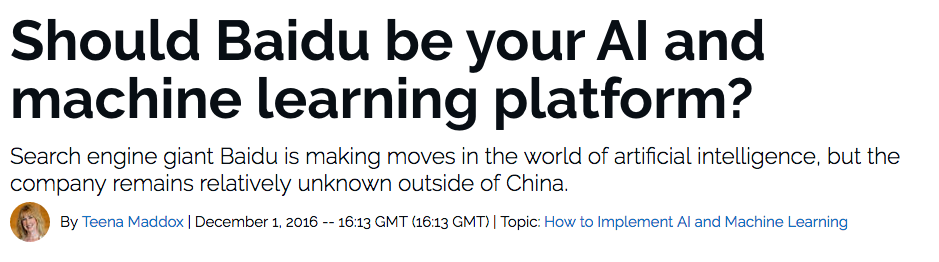 Should Baidu be your AI and
machine learning platform?
Search engine giant Baidu is making moves in the world of artificial intelligence, but the
company remains relatively unknown outside of China.
By Teena Maddox | December 1, 2016 -- 16:13 GMT (16:13 GMT) | Topic: How to Implement AI and Machine Learning